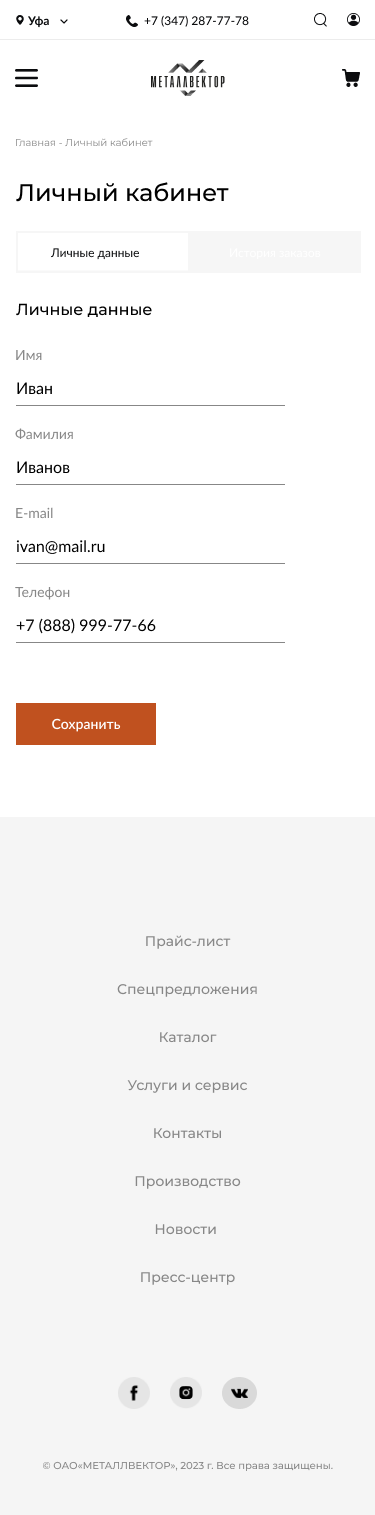 Уфа +7 (347) 287-77-78
МЕТАЛЛВЕКТОР
Главная - Личный кабинет
Личный кабинет
Личные данные История заказов
Личные данные
Имя
Иван
Фамилия
Иванов
E-mail
ivan@mail.ru
Телефон
+7 (888) 999-77-66
Сохранить
Прайс-лист
Спецпредложения
Каталог
Услуги и сервис
Контакты
Производство
Новости
Пресс-центр
© ОАО«МЕТАЛЛВЕКТОР», 2023 г. Все права защищены.